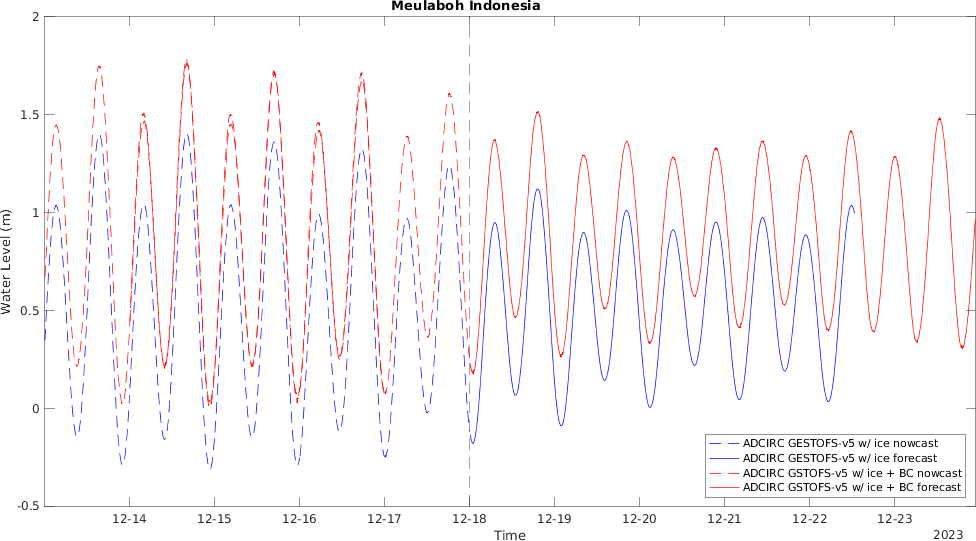 Meulaboh Indonesia
2
1.5
1
0.5
0
-0.5
Water Level (m)
12-14 12-15 12-16 12-17 12-18 12-19 12-20 12-21 12-22 12-23
Time
2023
ADCIRC GESTOFS-v5 w/ ice nowcast
ADCIRC GESTOFS-v5 w/ ice forecast
ADCIRC GSTOFS-v5 w/ ice + BC nowcast
ADCIRC GSTOFS-v5 w/ ice + BC forecast